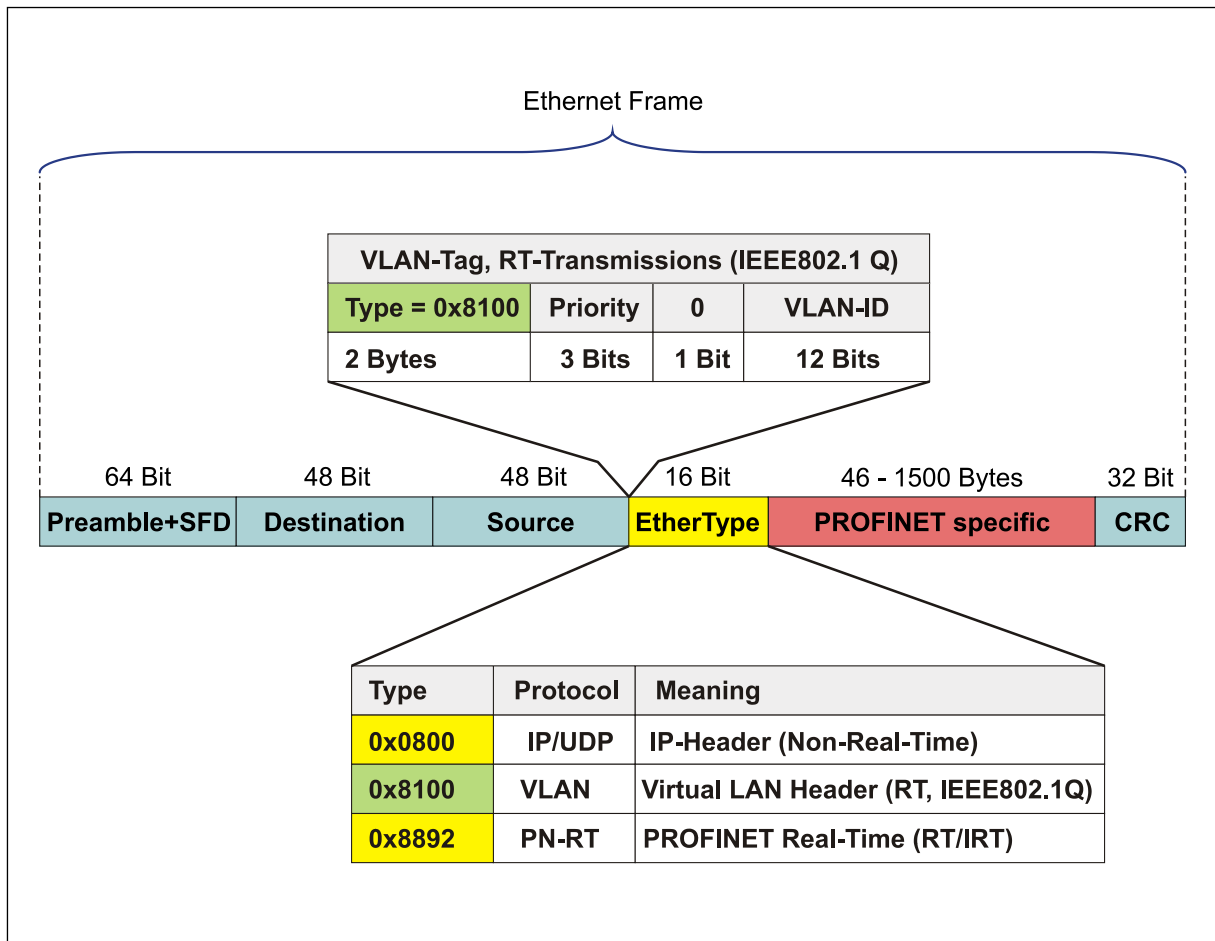 Ethernet Frame
VLAN-Tag, RT-Transmissions (IEEE802.1 Q)
Type = 0x8100 Priority 0 VLAN-ID
2 Bytes 3 Bits 1 Bit 12 Bits
64 Bit 48 Bit 48 Bit 16 Bit 46 - 1500 Bytes 32 Bit
Preamble+SFD Destination Source EtherType PROFINET specific CRC
Type Protocol Meaning
0x0800 IP/UDP IP-Header (Non-Real-Time)
0x8100 VLAN Virtual LAN Header (RT, IEEE802.1Q)
0x8892 PN-RT PROFINET Real-Time (RT/IRT)